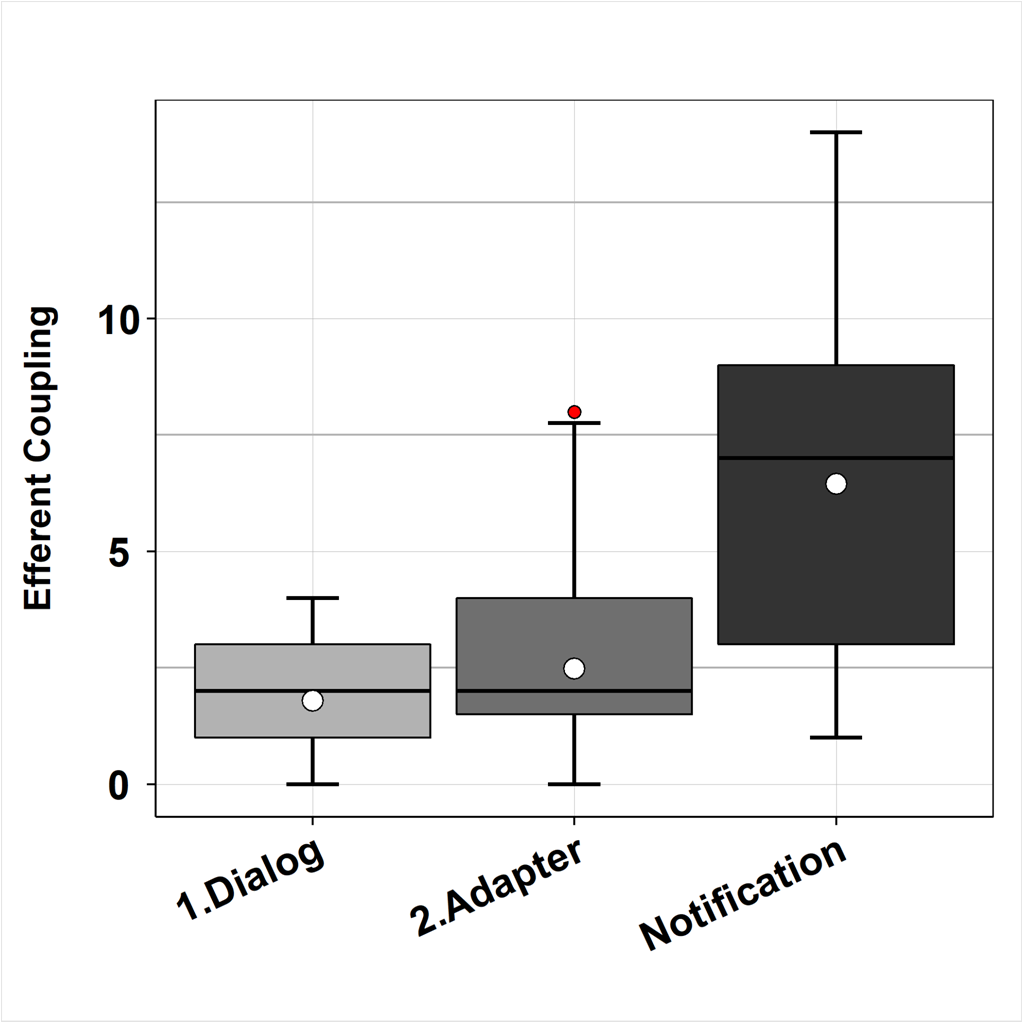 Efferent Coupling
10
5
0
1.Dialog
2.Adapter
Notification